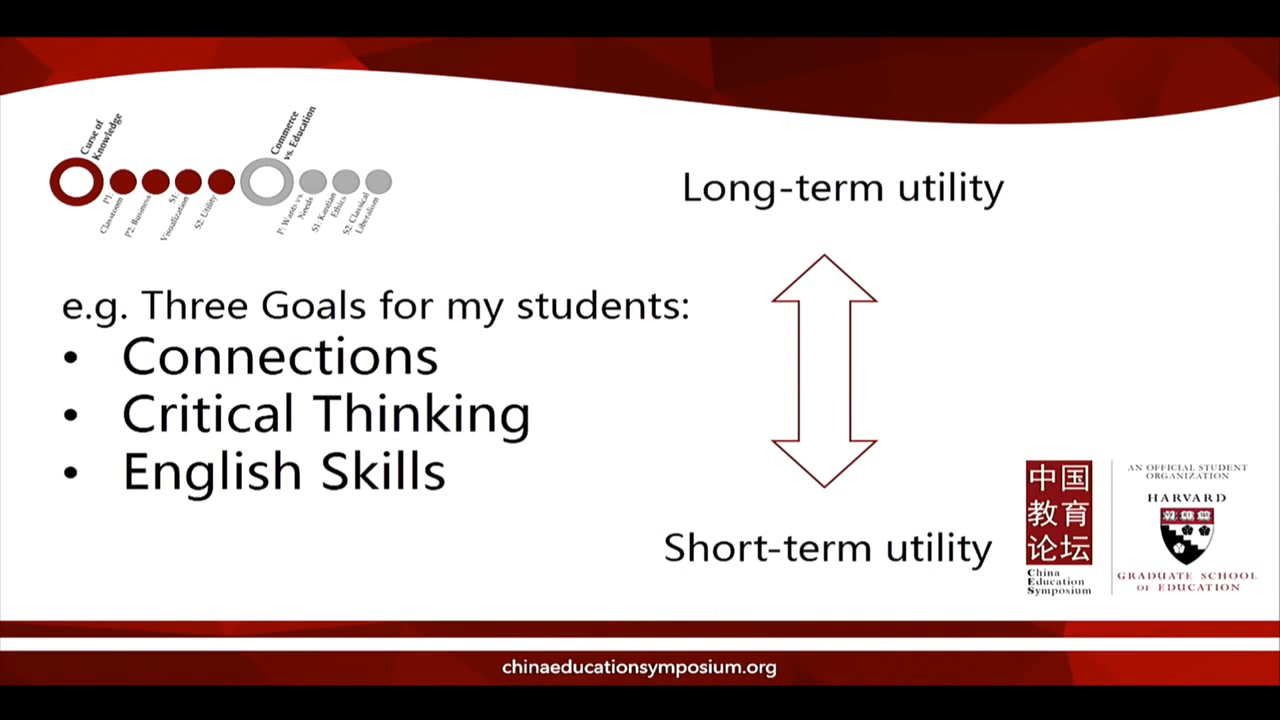 Curse of
Knowledge
P1:
Classroom
P2: Business
S1:
Visualization
S2: Utility
Commerce
vs. Education
P: Wants vs.
Needs
S1: Kantian
Ethics
S2: Classical
Liberalism
Long-term utility
e.g. Three Goals for my students:
• Connections
• Critical Thinking
• English Skills
Short-term utility
中国
教育
论坛
China
Education
Symposium
AN OFFICIAL STUDENT
ORGANIZATION
HARVARD
GRADUATE SCHOOL
OF EDUCATION
chinaeducationsymposium.org